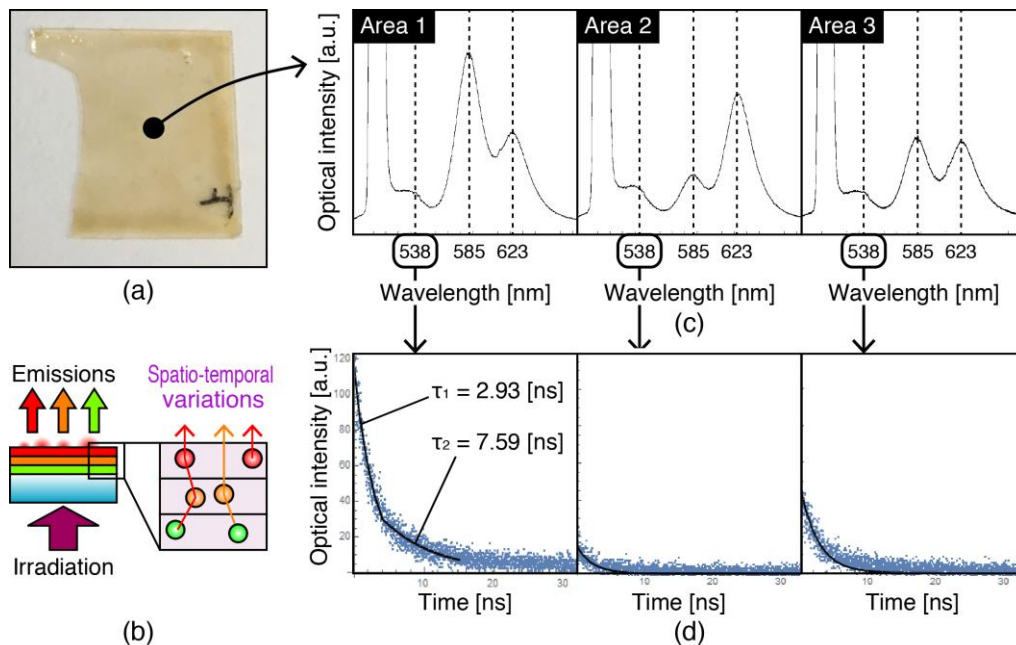 Area 1
Area 2
Area 3
Optical intensity [a.u.]
538
585
623
538
585
623
538
585
623
Wavelength [nm]
Wavelength [nm]
Wavelength [nm]
(a)
(c)
Emissions
Spatio-temporal
variations
Irradiation
(b)
Optical intensity [a.u.]
120
100
80
60
40
20
τ₁ = 2.93 [ns]
τ₂ = 7.59 [ns]
10
20
30
10
20
30
10
20
30
Time [ns]
Time [ns]
Time [ns]
(d)